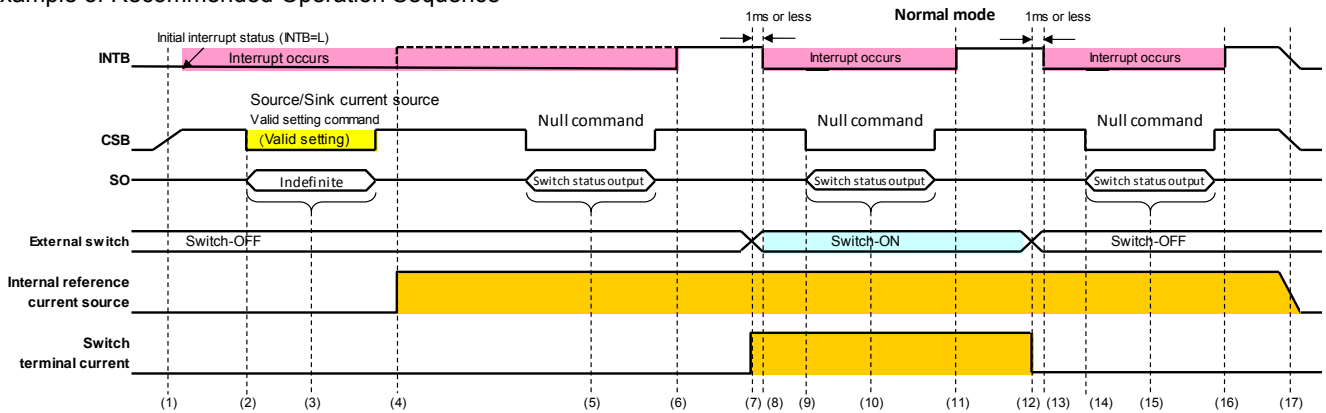 xample of Recommended Operation Sequence
1ms or less
Normal mode
1ms or less
Initial interrupt status (INTB=L)
INTB
Interrupt occurs
Interrupt occurs
Interrupt occurs
Source/Sink current source
Valid setting command
(Valid setting)
Null command
Null command
Null command
CSB
SO
Indefinite
Switch status output
Switch status output
Switch status output
External switch
Switch-OFF
Switch-ON
Switch-OFF
Internal reference
current source
Switch
terminal current
(1) (2) (3) (4) (5) (6) (7) (8) (9) (10) (11) (12) (13) (14) (15) (16) (17)